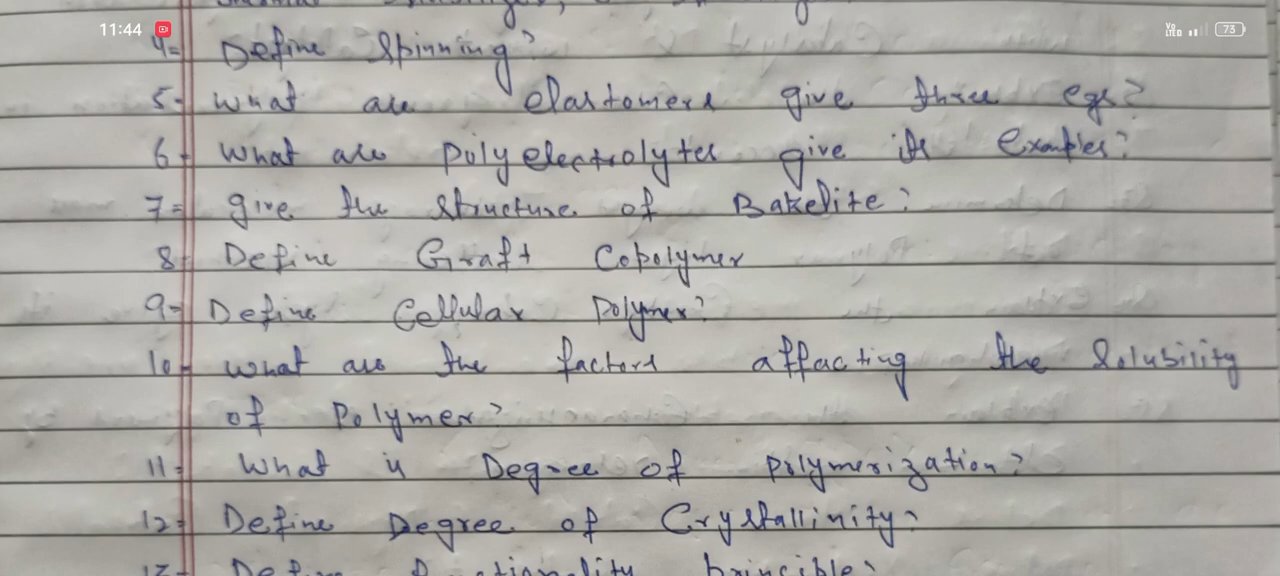 11:44
73
4= Define Spinning?
5- What are elastomers give three egs?
6- What are polyelectrolytes give its Examples?
7= give the structure of Bakelite?
8- Define Graft Copolymer
9- Define Cellular Polymer?
10- What are the factors affacting the Solubility
of Polymer?
11- What is Degree of polymerization?
12= Define Degree of Crystallinity?